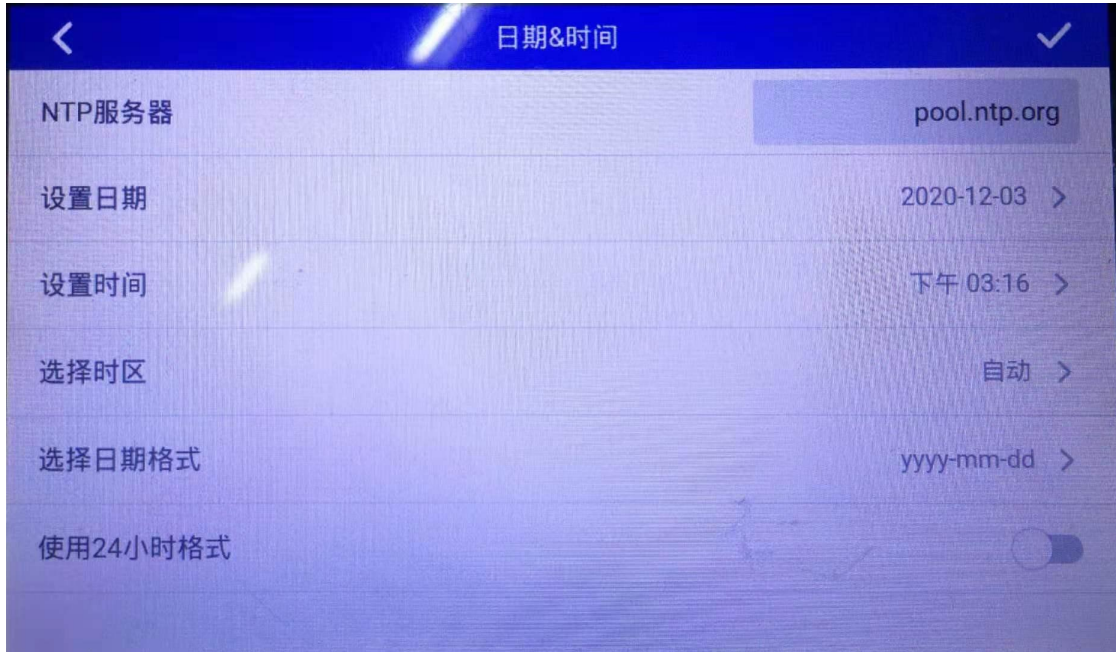 日期&时间
NTP服务器 pool.ntp.org
设置日期 2020-12-03
设置时间 下午 03:16
选择时区 自动
选择日期格式 yyyy-mm-dd
使用24小时格式